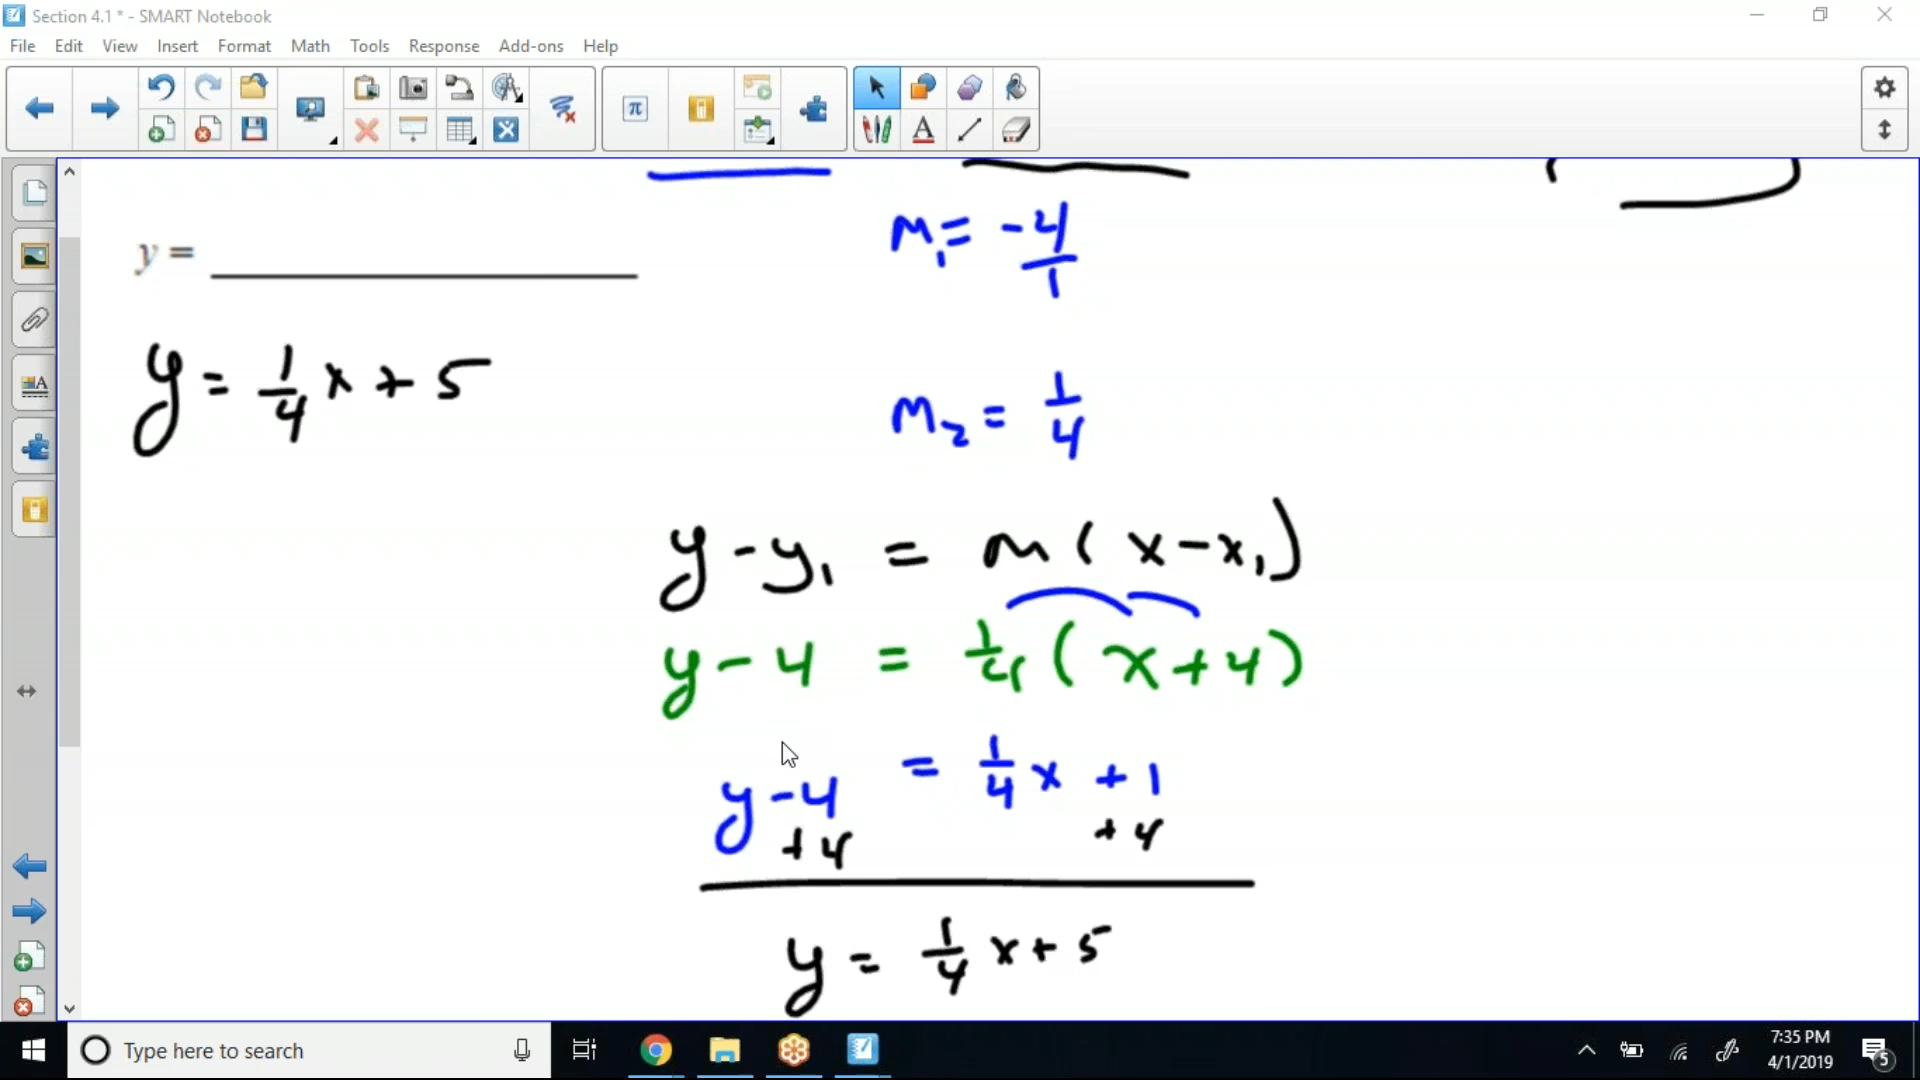 Section 4.1 * - SMART Notebook
File Edit View Insert Format Math Tools Response Add-ons Help
m₁ = -4/1
y =
y = 1/4 x + 5
m₂ = 1/4
y - y₁ = m(x - x₁)
y - 4 = 1/4 (x + 4)
y - 4 = 1/4 x + 1
+ 4 + 4
y = 1/4 x + 5
Type here to search
7:35 PM
4/1/2019
5